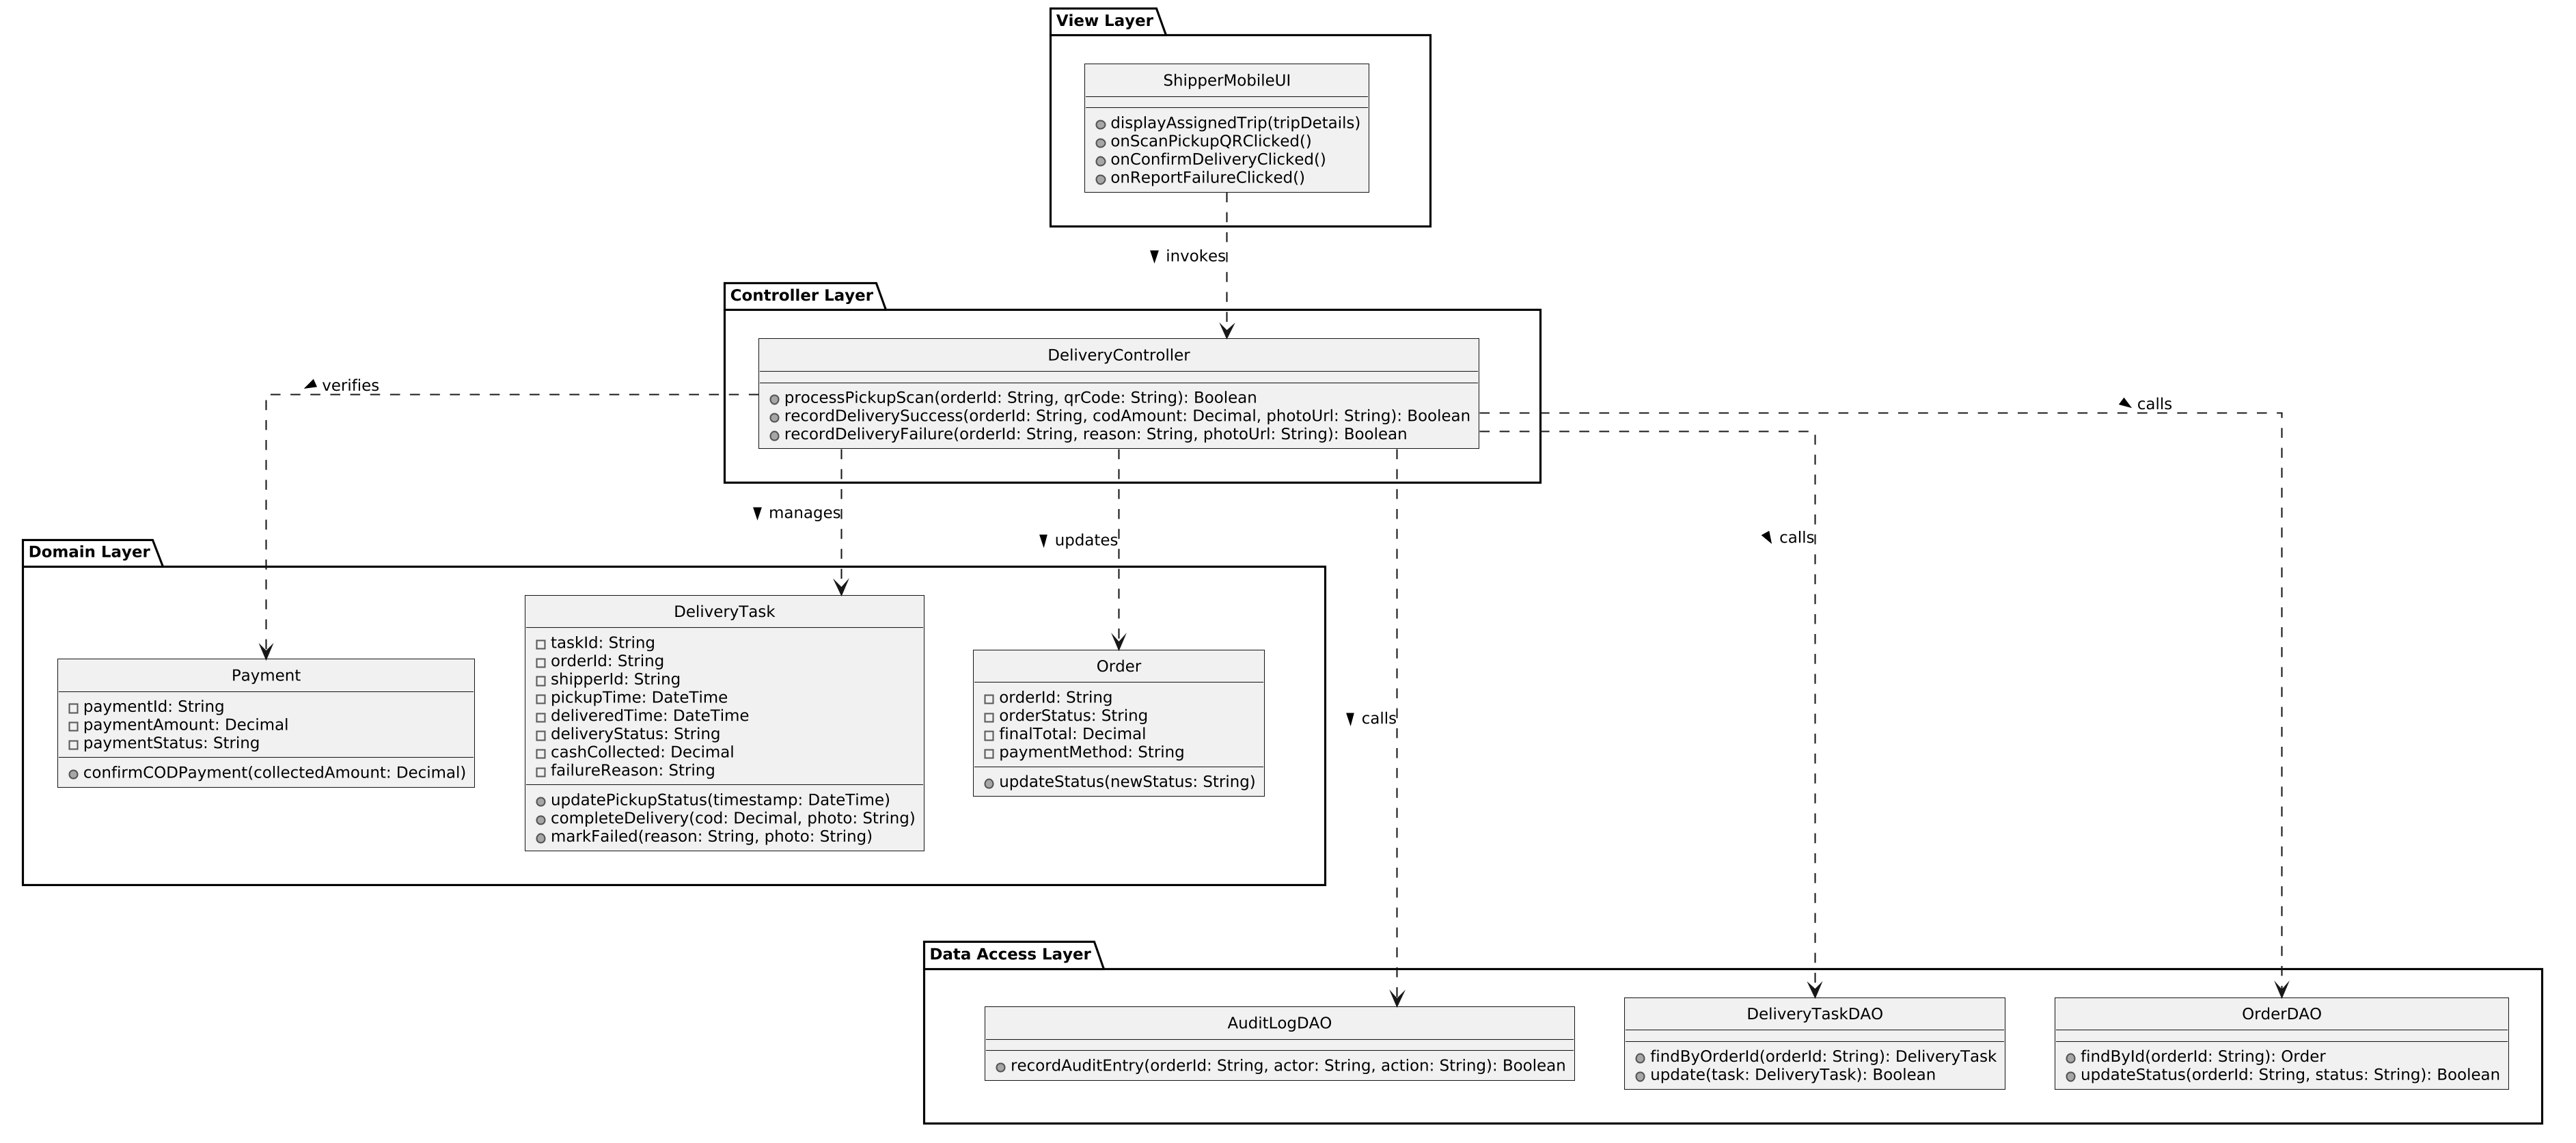 View Layer
ShipperMobileUI
displayAssignedTrip(tripDetails)
onScanPickupQRClicked()
onConfirmDeliveryClicked()
onReportFailureClicked()
invokes
Controller Layer
DeliveryController
processPickupScan(orderId: String, qrCode: String): Boolean
recordDeliverySuccess(orderId: String, codAmount: Decimal, photoUrl: String): Boolean
recordDeliveryFailure(orderId: String, reason: String, photoUrl: String): Boolean
verifies
calls
manages
updates
calls
calls
Domain Layer
Payment
paymentId: String
paymentAmount: Decimal
paymentStatus: String
confirmCODPayment(collectedAmount: Decimal)
DeliveryTask
taskId: String
orderId: String
shipperId: String
pickupTime: DateTime
deliveredTime: DateTime
deliveryStatus: String
cashCollected: Decimal
failureReason: String
updatePickupStatus(timestamp: DateTime)
completeDelivery(cod: Decimal, photo: String)
markFailed(reason: String, photo: String)
Order
orderId: String
orderStatus: String
finalTotal: Decimal
paymentMethod: String
updateStatus(newStatus: String)
Data Access Layer
AuditLogDAO
recordAuditEntry(orderId: String, actor: String, action: String): Boolean
DeliveryTaskDAO
findByOrderId(orderId: String): DeliveryTask
update(task: DeliveryTask): Boolean
OrderDAO
findById(orderId: String): Order
updateStatus(orderId: String, status: String): Boolean